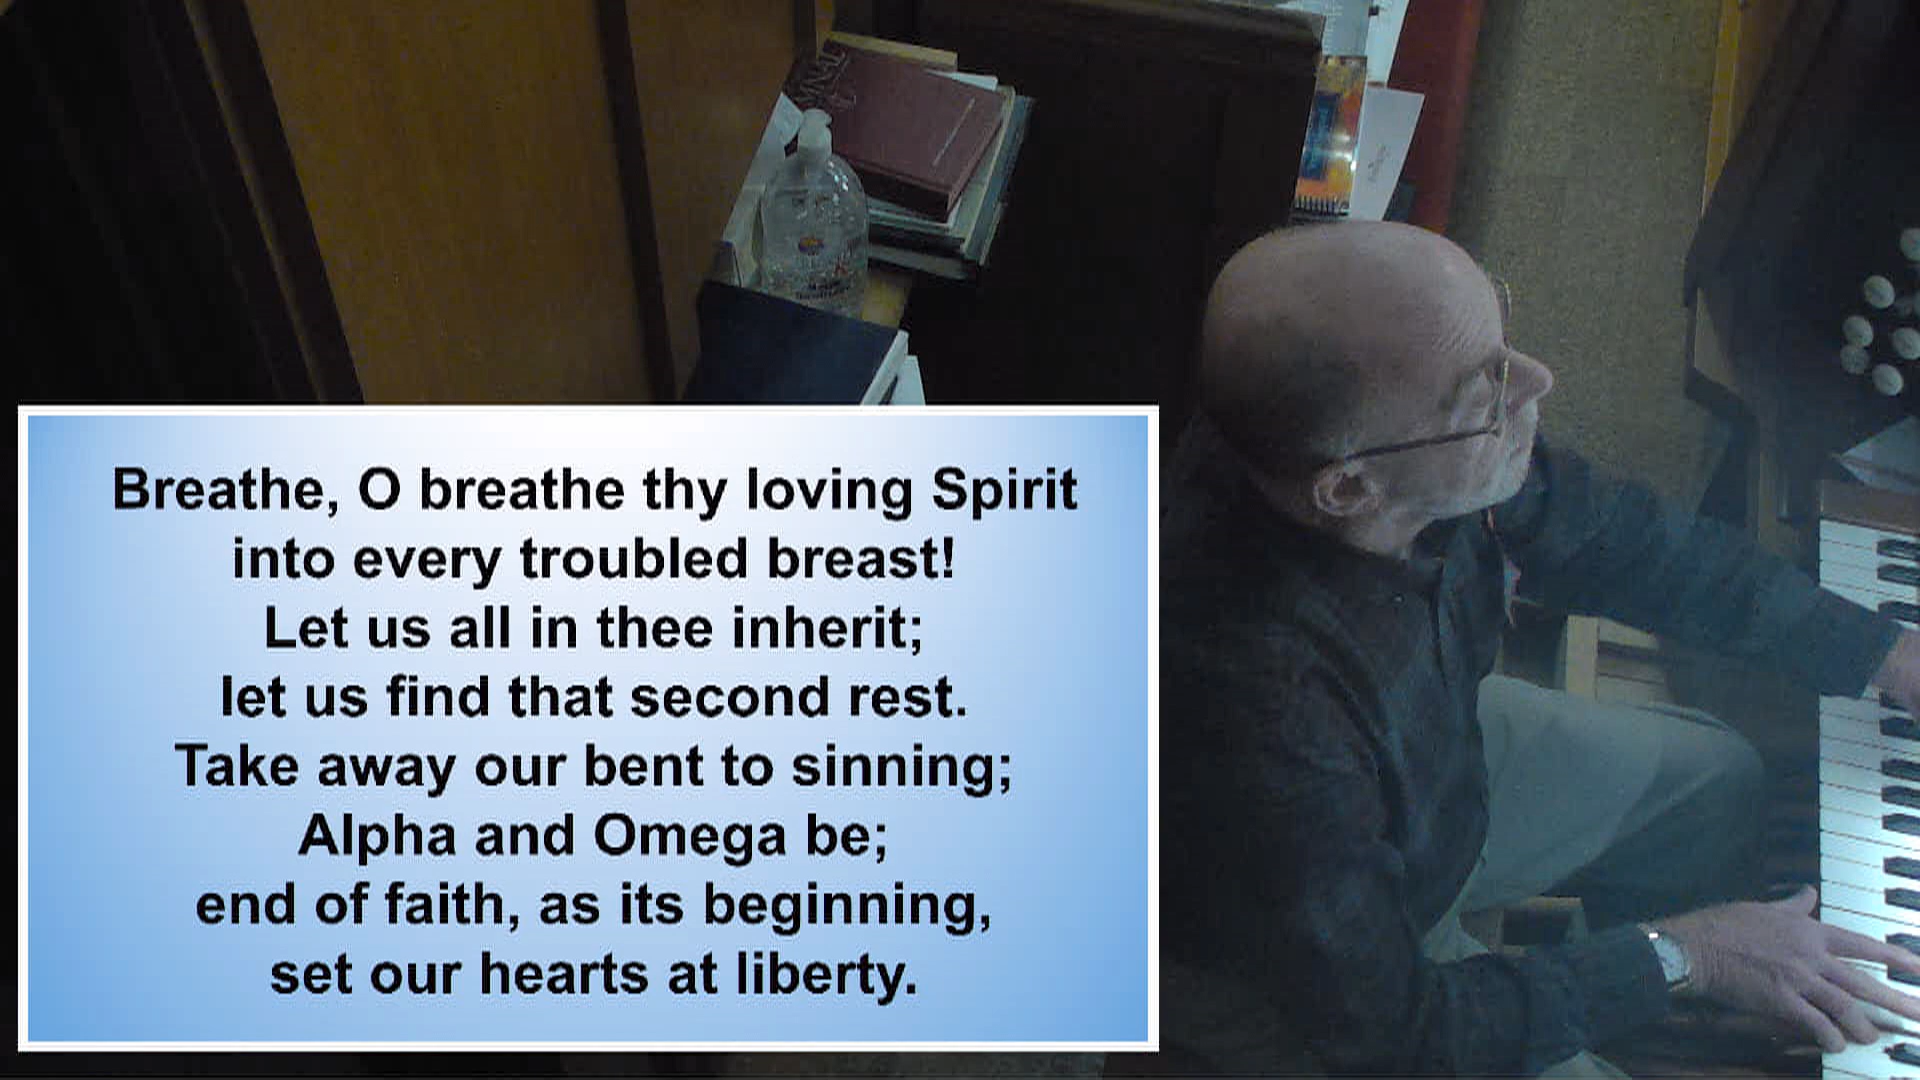 Breathe, O breathe thy loving Spirit
into every troubled breast!
Let us all in thee inherit;
let us find that second rest.
Take away our bent to sinning;
Alpha and Omega be;
end of faith, as its beginning,
set our hearts at liberty.